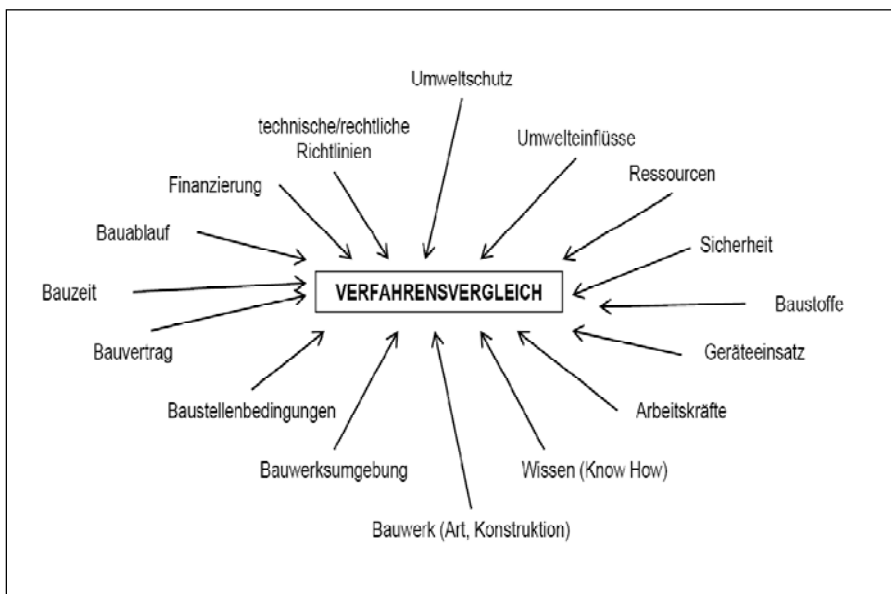 Umweltschutz
technische/rechtliche
Richtlinien
Umwelteinflüsse
Ressourcen
Finanzierung
Bauablauf
Sicherheit
Bauzeit
VERFAHRENSVERGLEICH
Baustoffe
Bauvertrag
Geräteeinsatz
Baustellenbedingungen
Arbeitskräfte
Bauwerksumgebung
Wissen (Know How)
Bauwerk (Art, Konstruktion)